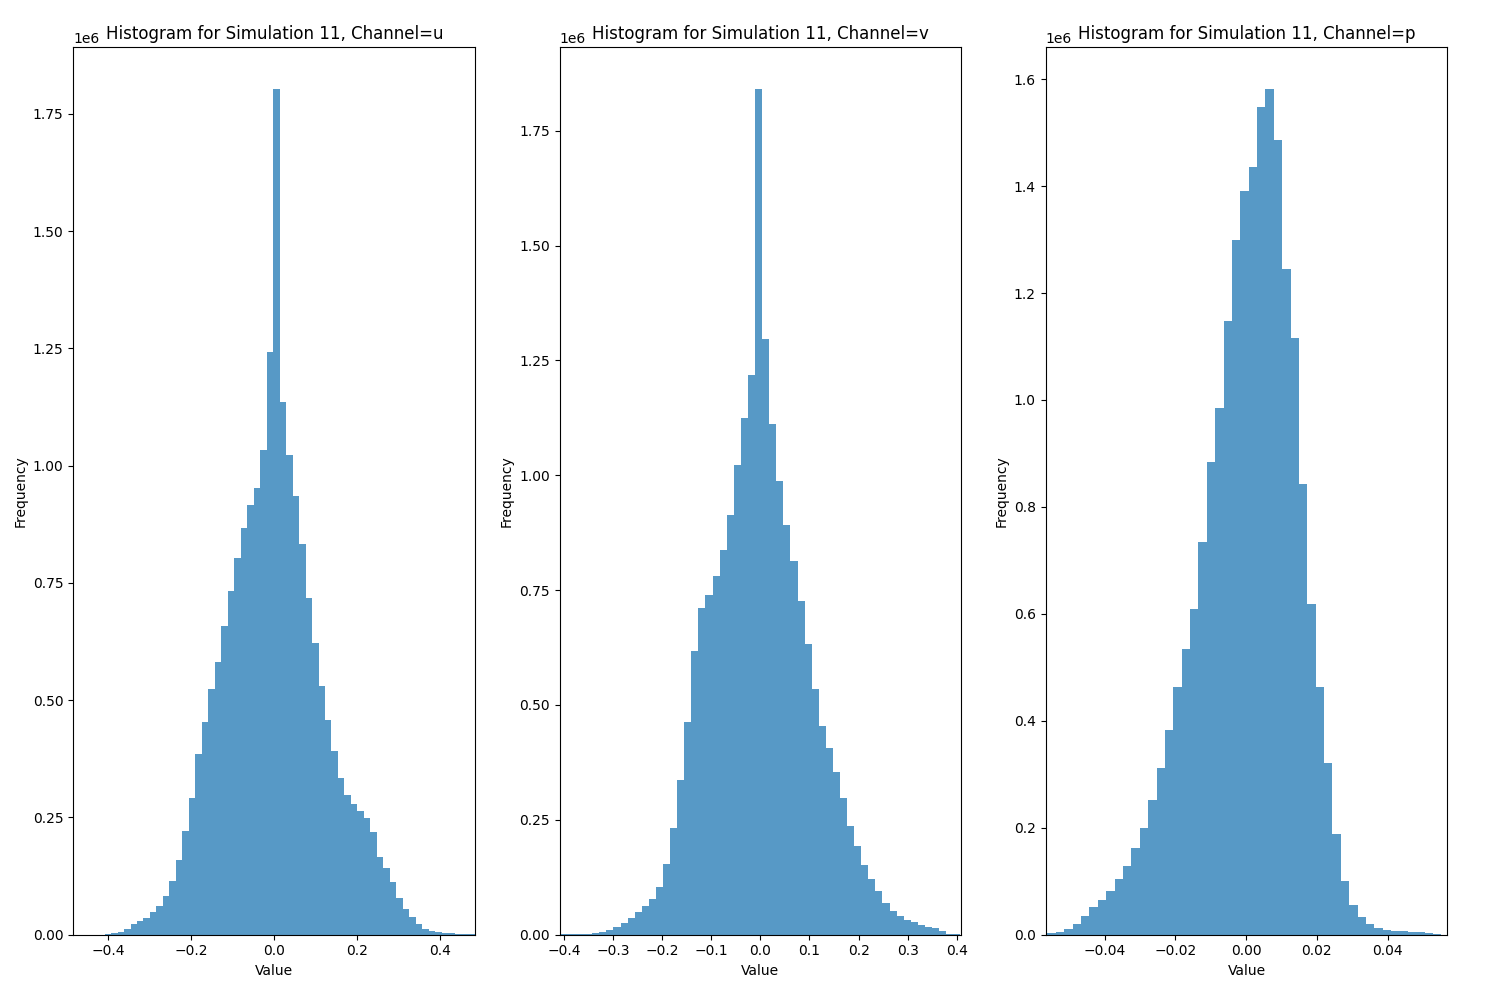 Histogram for Simulation 11, Channel=u
1e6
1.75
1.50
1.25
1.00
0.75
0.50
0.25
0.00
Frequency
−0.4 −0.2 0.0 0.2 0.4
Value
Histogram for Simulation 11, Channel=v
1e6
1.75
1.50
1.25
1.00
0.75
0.50
0.25
0.00
Frequency
−0.4 −0.3 −0.2 −0.1 0.0 0.1 0.2 0.3 0.4
Value
Histogram for Simulation 11, Channel=p
1e6
1.6
1.4
1.2
1.0
0.8
0.6
0.4
0.2
0.0
Frequency
−0.04 −0.02 0.00 0.02 0.04
Value